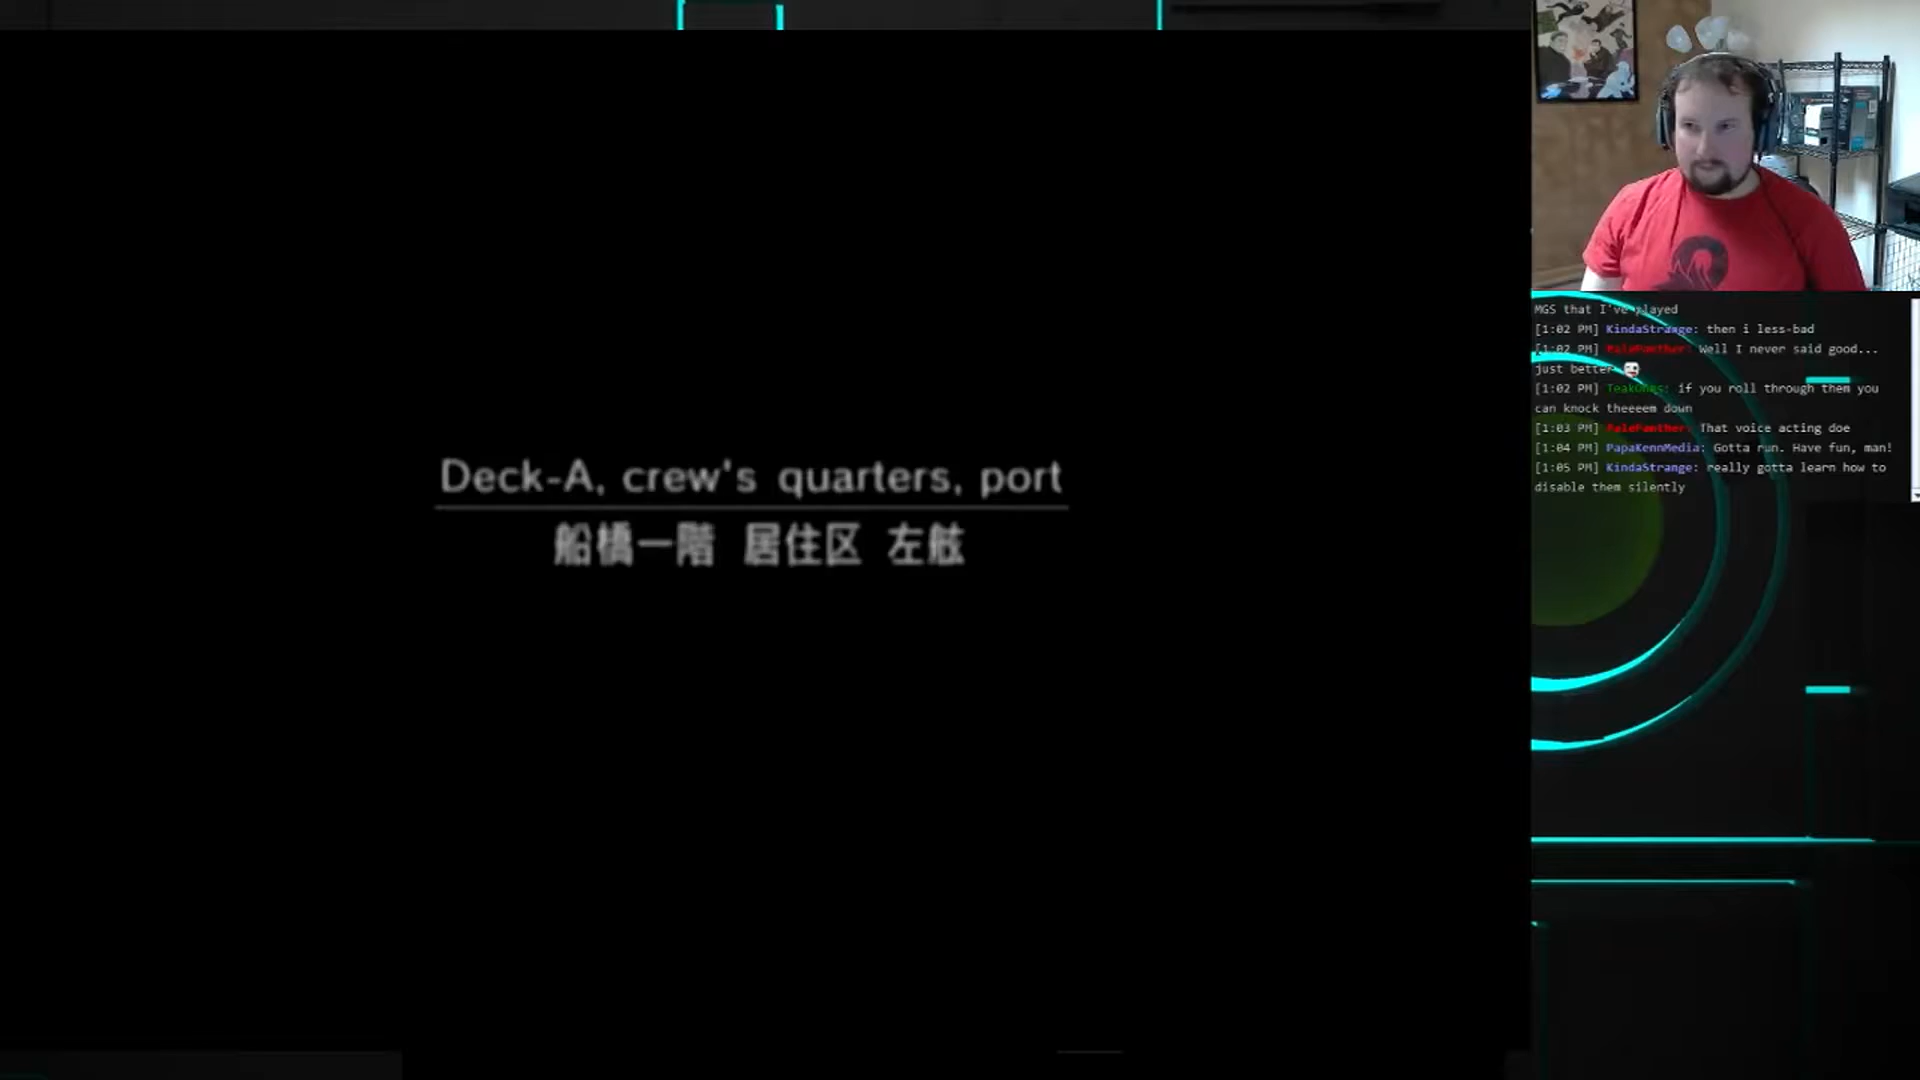 Deck-A, crew's quarters, port
船橋一階 居住区 左舷
MGS that I've played
[1:02 PM] KindaStrange: then i less-bad
[1:02 PM] PalePanther: Well I never said good...
just better
[1:02 PM] if you roll through them you
can knock theeeem down
[1:03 PM] PalePanther: That voice acting doe
[1:04 PM] PapaKennMedia: Gotta run. Have fun, man!
[1:05 PM] KindaStrange: really gotta learn how to
disable them silently